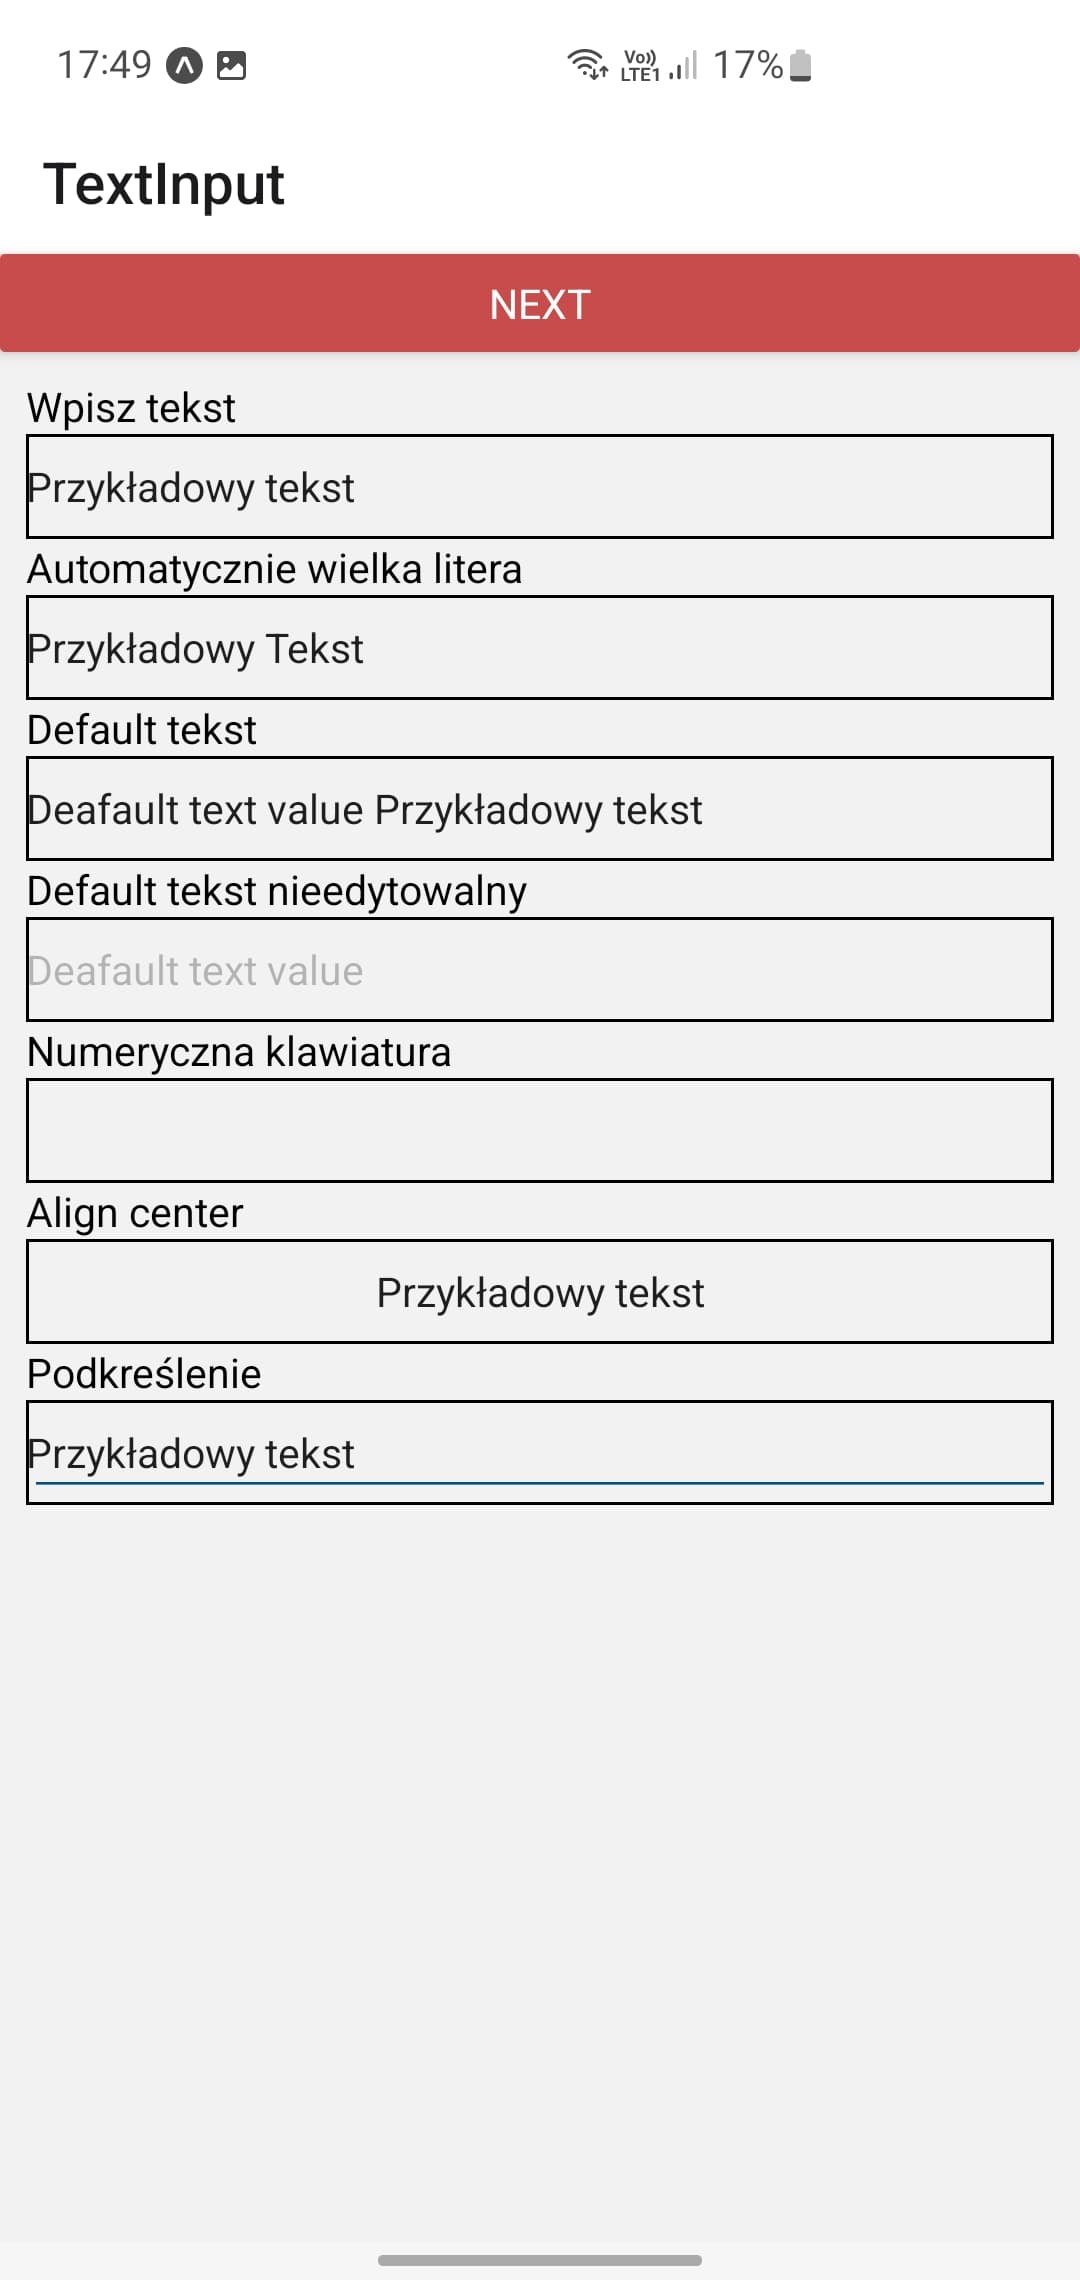 17:49 Vo)) LTE1 17%
TextInput
NEXT
Wpisz tekst
Przykładowy tekst
Automatycznie wielka litera
Przykładowy Tekst
Default tekst
Deafault text value Przykładowy tekst
Default tekst nieedytowalny
Deafault text value
Numeryczna klawiatura
Align center
Przykładowy tekst
Podkreślenie
Przykładowy tekst